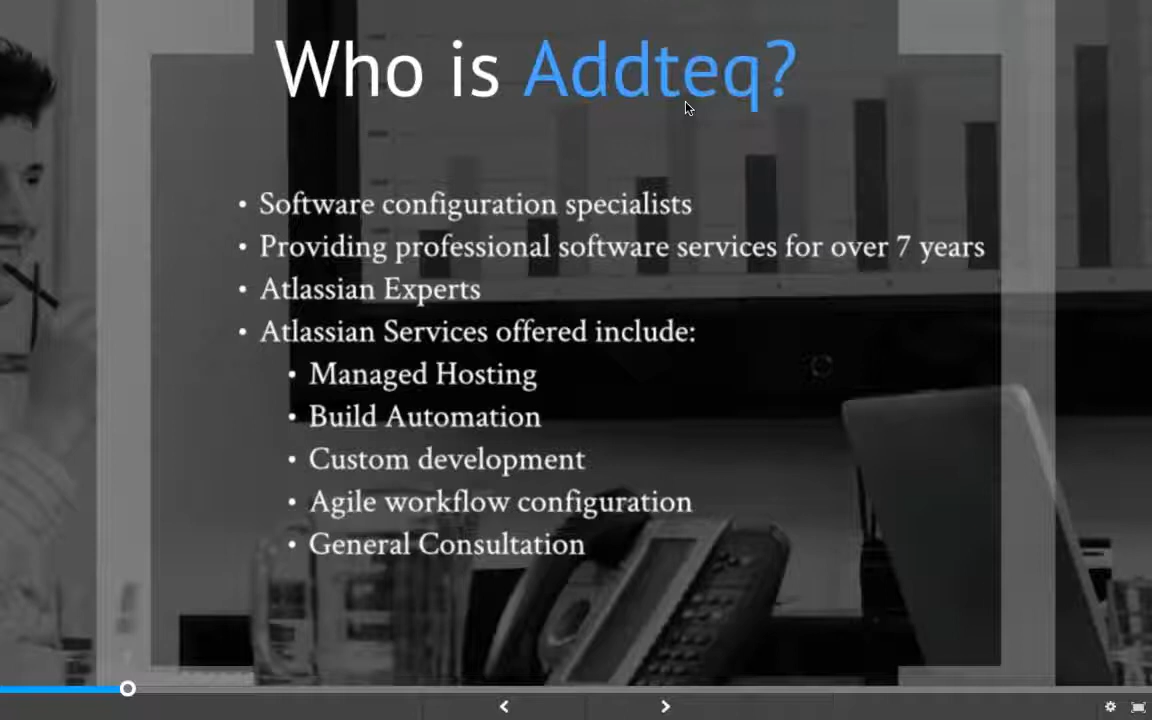 Who is Addteq?
• Software configuration specialists
• Providing professional software services for over 7 years
• Atlassian Experts
• Atlassian Services offered include:
• Managed Hosting
• Build Automation
• Custom development
• Agile workflow configuration
• General Consultation